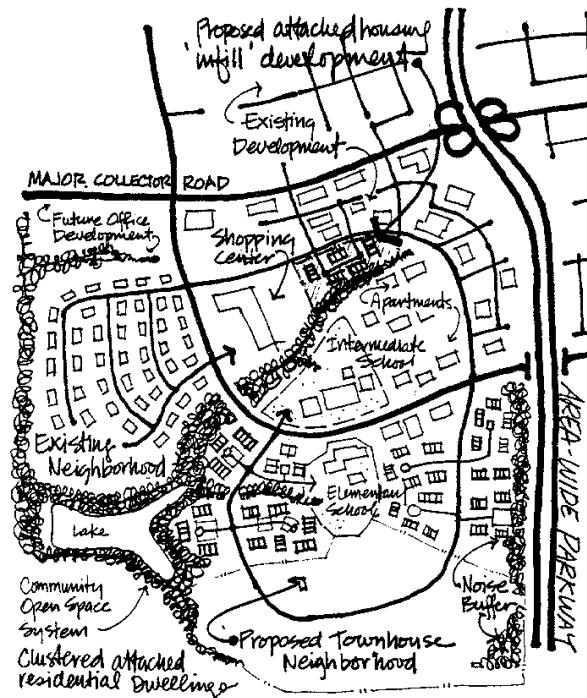 Proposed attached housing
'infill' development
Existing
Development
MAJOR COLLECTOR ROAD
Future Office
Development
Shopping
Center
Apartments
Intermediate
School
Existing
Neighborhood
Elementary
School
Lake
AREA-WIDE PARKWAY
Community
Open Space
System
Noise
Buffer
Proposed Townhouse
Neighborhood
Clustered attached
residential Dwellings